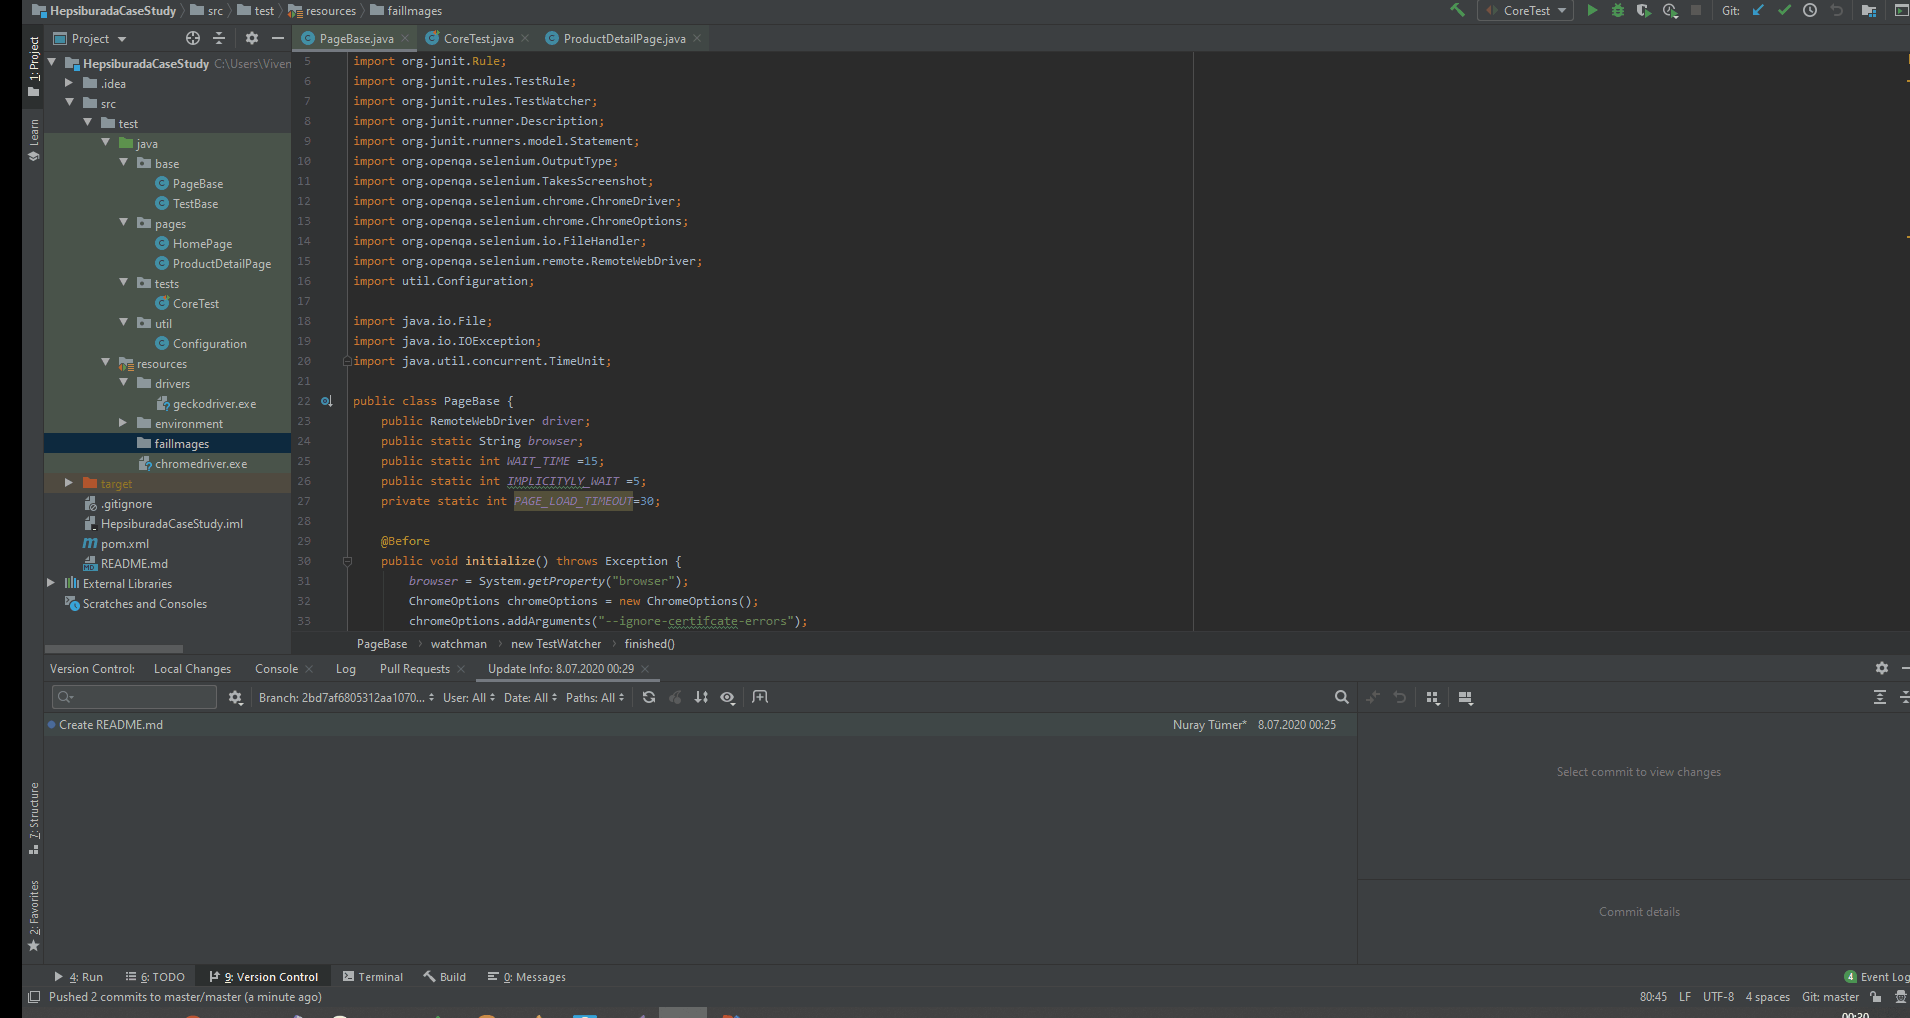 HepsiburadaCaseStudy src test resources failImages CoreTest Git:
1: Project
Learn
7: Structure
2: Favorites
Project
HepsiburadaCaseStudy C:\Users\Viven
.idea
src
test
java
base
PageBase
TestBase
pages
HomePage
ProductDetailPage
tests
CoreTest
util
Configuration
resources
drivers
geckodriver.exe
environment
failImages
chromedriver.exe
target
.gitignore
HepsiburadaCaseStudy.iml
pom.xml
README.md
External Libraries
Scratches and Consoles
PageBase.java CoreTest.java ProductDetailPage.java
5 import org.junit.Rule;
6 import org.junit.rules.TestRule;
7 import org.junit.rules.TestWatcher;
8 import org.junit.runner.Description;
9 import org.junit.runners.model.Statement;
10 import org.openqa.selenium.OutputType;
11 import org.openqa.selenium.TakesScreenshot;
12 import org.openqa.selenium.chrome.ChromeDriver;
13 import org.openqa.selenium.chrome.ChromeOptions;
14 import org.openqa.selenium.io.FileHandler;
15 import org.openqa.selenium.remote.RemoteWebDriver;
16 import util.Configuration;
17
18 import java.io.File;
19 import java.io.IOException;
20 import java.util.concurrent.TimeUnit;
21
22 public class PageBase {
23 public RemoteWebDriver driver;
24 public static String browser;
25 public static int WAIT_TIME =15;
26 public static int IMPLICITYLY_WAIT =5;
27 private static int PAGE_LOAD_TIMEOUT=30;
28
29 @Before
30 public void initialize() throws Exception {
31 browser = System.getProperty("browser");
32 ChromeOptions chromeOptions = new ChromeOptions();
33 chromeOptions.addArguments("--ignore-certifcate-errors");
PageBase watchman new TestWatcher finished()
Version Control: Local Changes Console Log Pull Requests Update Info: 8.07.2020 00:29
Branch: 2bd7af6805312aa1070... User: All Date: All Paths: All
Create README.md Nuray Tümer* 8.07.2020 00:25
Select commit to view changes
Commit details
4: Run 6: TODO 9: Version Control Terminal Build 0: Messages 4 Event Log
Pushed 2 commits to master/master (a minute ago) 80:45 LF UTF-8 4 spaces Git: master